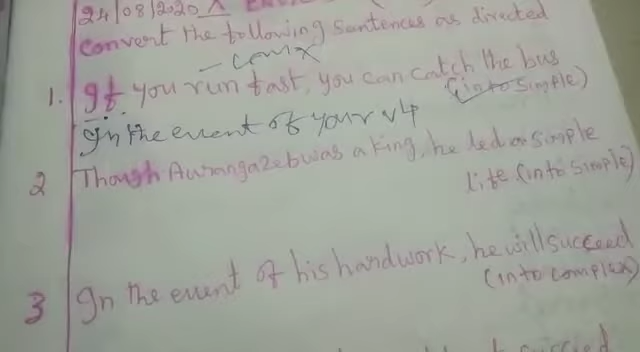 24/08/2020
Convert the following sentences as directed
1. If you run fast, you can catch the bus
(into simple)
In the event of your v4
2 Though Aurangazeb was a king, he led a simple
life (into simple)
3 In the event of his hardwork, he will succeed
(into complex)